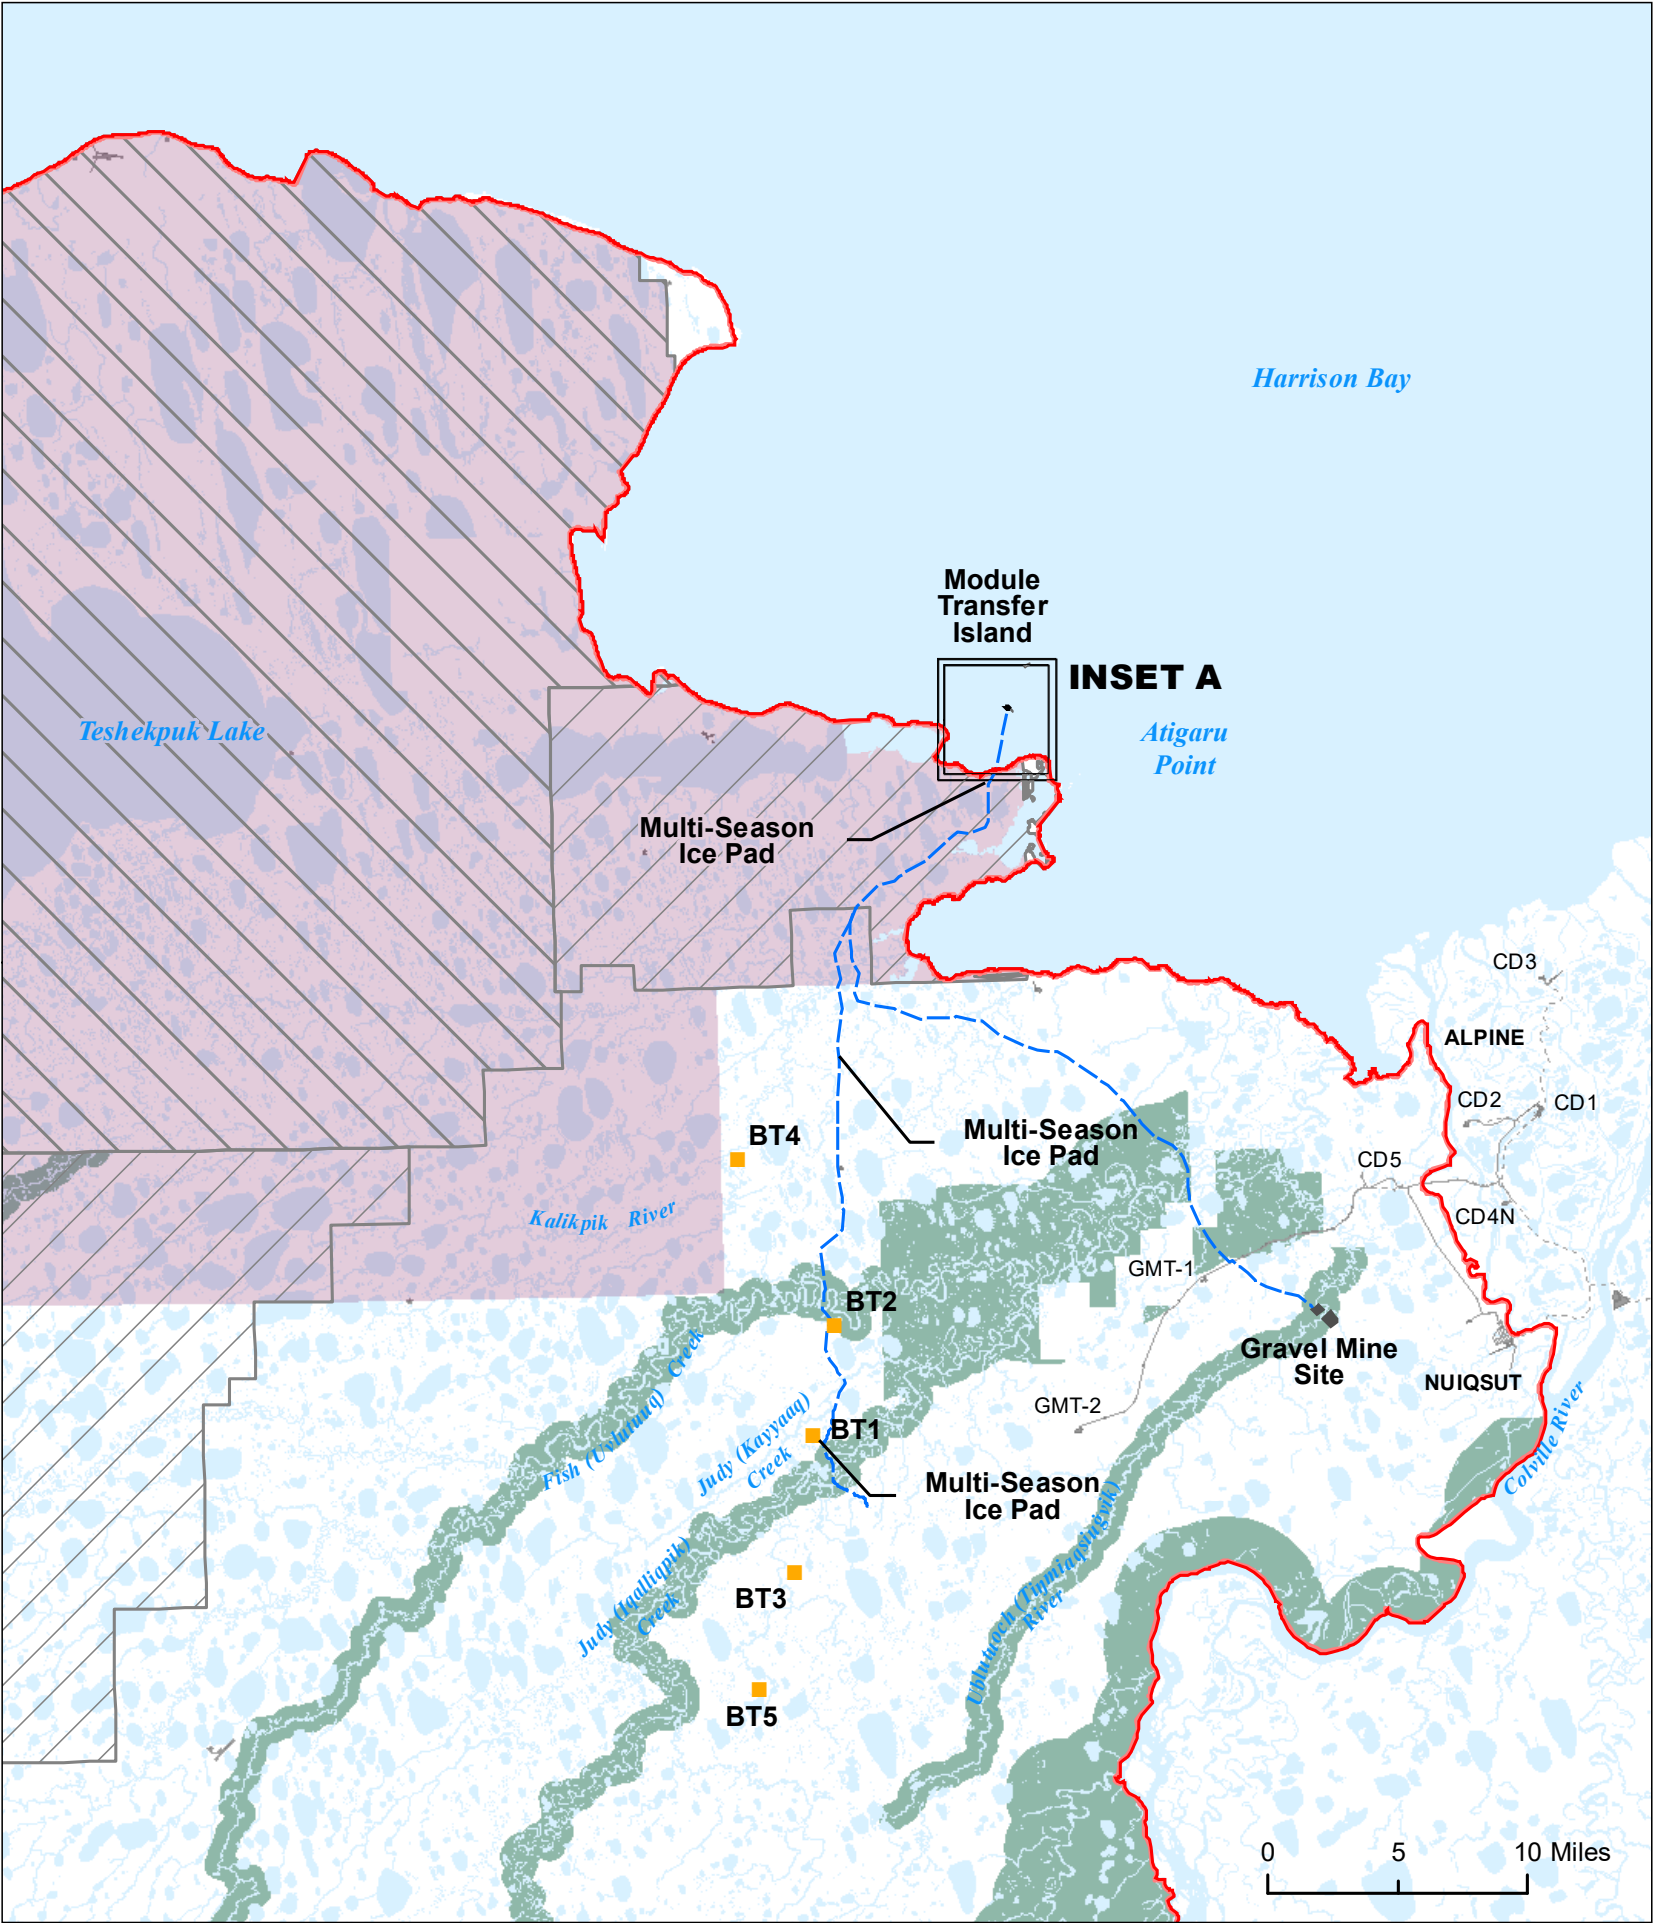 Harrison Bay
Module
Transfer
Island
INSET A
Teshekpuk Lake
Atigaru
Point
Multi-Season
Ice Pad
CD3
ALPINE
CD2
CD1
BT4
Multi-Season
Ice Pad
CD5
Kalikpik River
CD4N
GMT-1
BT2
Gravel Mine
Site
Fish (Uvlutuuq) Creek
NUIQSUT
GMT-2
Judy (Kayyaaq)
Creek
BT1
Colville River
Multi-Season
Ice Pad
Judy (Iqalliqpik)
Creek
BT3
Ublutuoch (Tiŋmiaqsiuġvik)
River
BT5
0 5 10 Miles